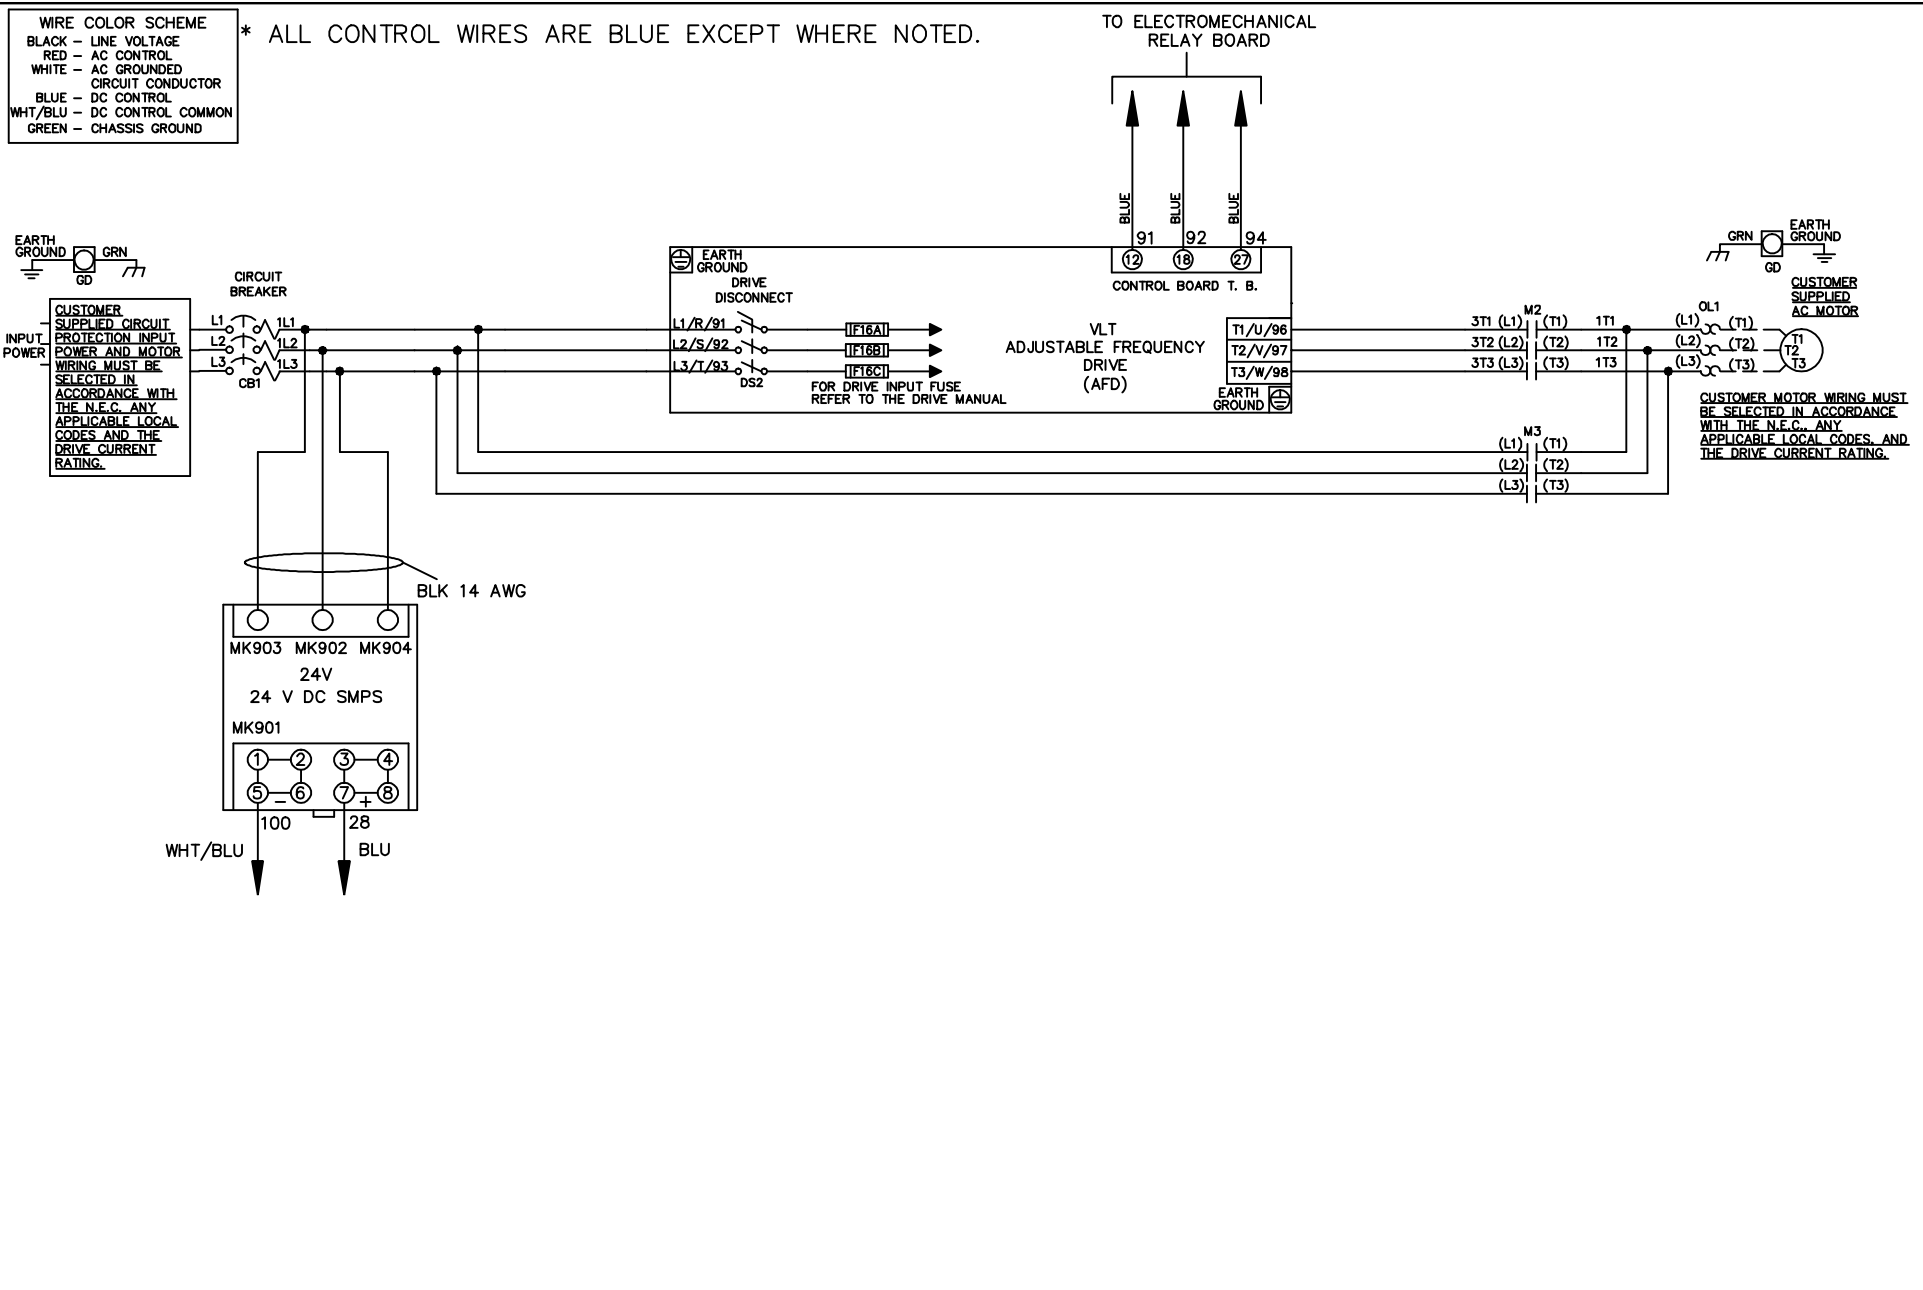 WIRE COLOR SCHEME
BLACK – LINE VOLTAGE
RED – AC CONTROL
WHITE – AC GROUNDED
CIRCUIT CONDUCTOR
BLUE – DC CONTROL
WHT/BLU – DC CONTROL COMMON
GREEN – CHASSIS GROUND
* ALL CONTROL WIRES ARE BLUE EXCEPT WHERE NOTED.
TO ELECTROMECHANICAL
RELAY BOARD
BLUE
BLUE
BLUE
91
92
94
12
18
27
CONTROL BOARD T. B.
EARTH
GROUND
GRN
GD
INPUT
POWER
CUSTOMER
SUPPLIED CIRCUIT
PROTECTION INPUT
POWER AND MOTOR
WIRING MUST BE
SELECTED IN
ACCORDANCE WITH
THE N.E.C. ANY
APPLICABLE LOCAL
CODES AND THE
DRIVE CURRENT
RATING.
CIRCUIT
BREAKER
L1
1L1
L2
1L2
L3
1L3
CB1
EARTH
GROUND
DRIVE
DISCONNECT
L1/R/91
L2/S/92
L3/T/93
DS2
F16A
F16B
F16C
FOR DRIVE INPUT FUSE
REFER TO THE DRIVE MANUAL
VLT
ADJUSTABLE FREQUENCY
DRIVE
(AFD)
T1/U/96
T2/V/97
T3/W/98
EARTH
GROUND
M2
3T1 (L1) (T1) 1T1
3T2 (L2) (T2) 1T2
3T3 (L3) (T3) 1T3
M3
(L1) (T1)
(L2) (T2)
(L3) (T3)
OL1
(L1) (T1)
(L2) (T2)
(L3) (T3)
GRN
EARTH
GROUND
GD
CUSTOMER
SUPPLIED
AC MOTOR
T1
T2
T3
CUSTOMER MOTOR WIRING MUST
BE SELECTED IN ACCORDANCE
WITH THE N.E.C., ANY
APPLICABLE LOCAL CODES, AND
THE DRIVE CURRENT RATING.
BLK 14 AWG
MK903 MK902 MK904
24V
24 V DC SMPS
MK901
1 2 3 4
5 – 6 7 + 8
100
28
WHT/BLU
BLU